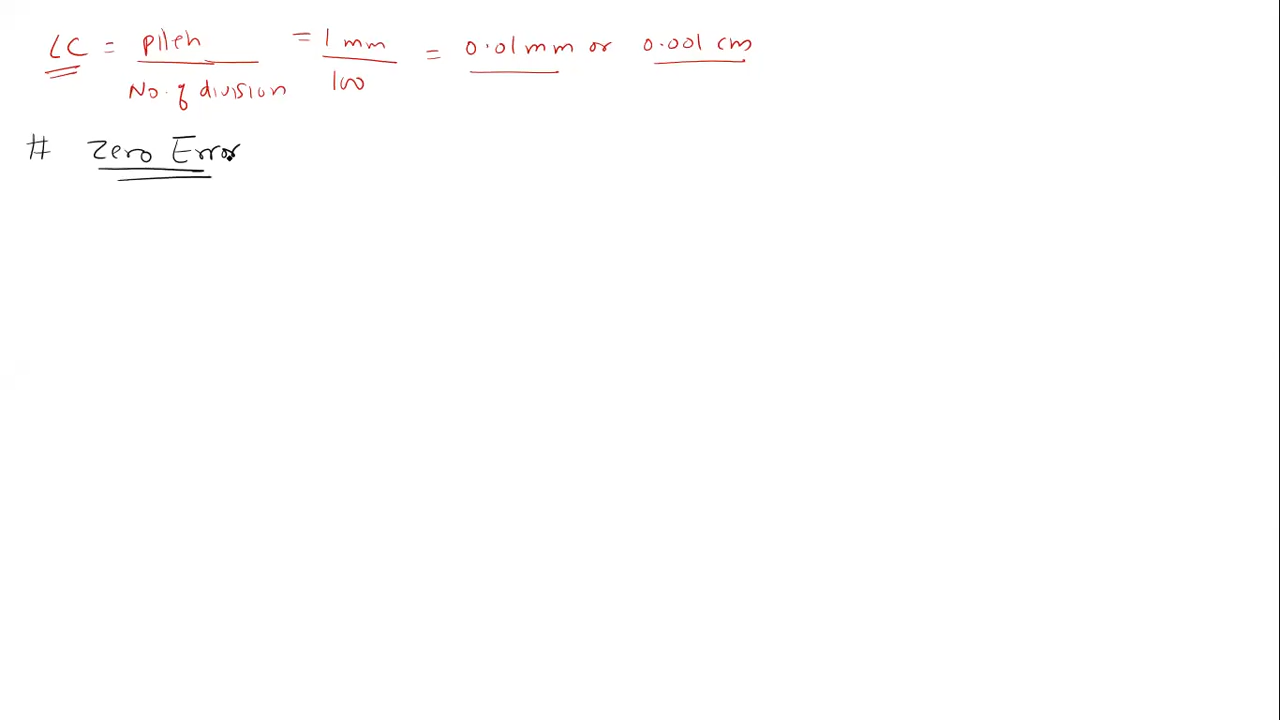 LC = pitch / No. of division = 1 mm / 100 = 0.01 mm or 0.001 cm
# Zero Error